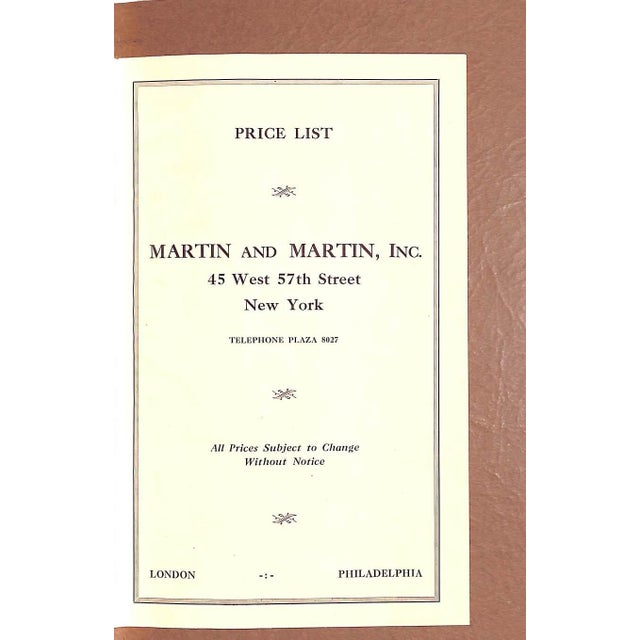 PRICE LIST
MARTIN AND MARTIN, INC.
45 West 57th Street
New York
TELEPHONE PLAZA 8027
All Prices Subject to Change
Without Notice
LONDON -:- PHILADELPHIA